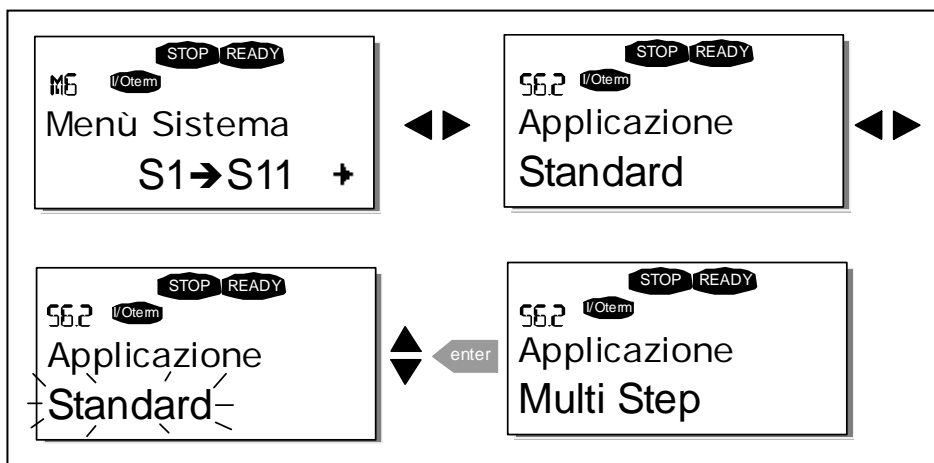 STOP READY
M6 I/Oterm
Menù Sistema
S1➔S11
STOP READY
S6.2 I/Oterm
Applicazione
Standard
STOP READY
S6.2 I/Oterm
Applicazione
Standard
enter
STOP READY
S6.2 I/Oterm
Applicazione
Multi Step